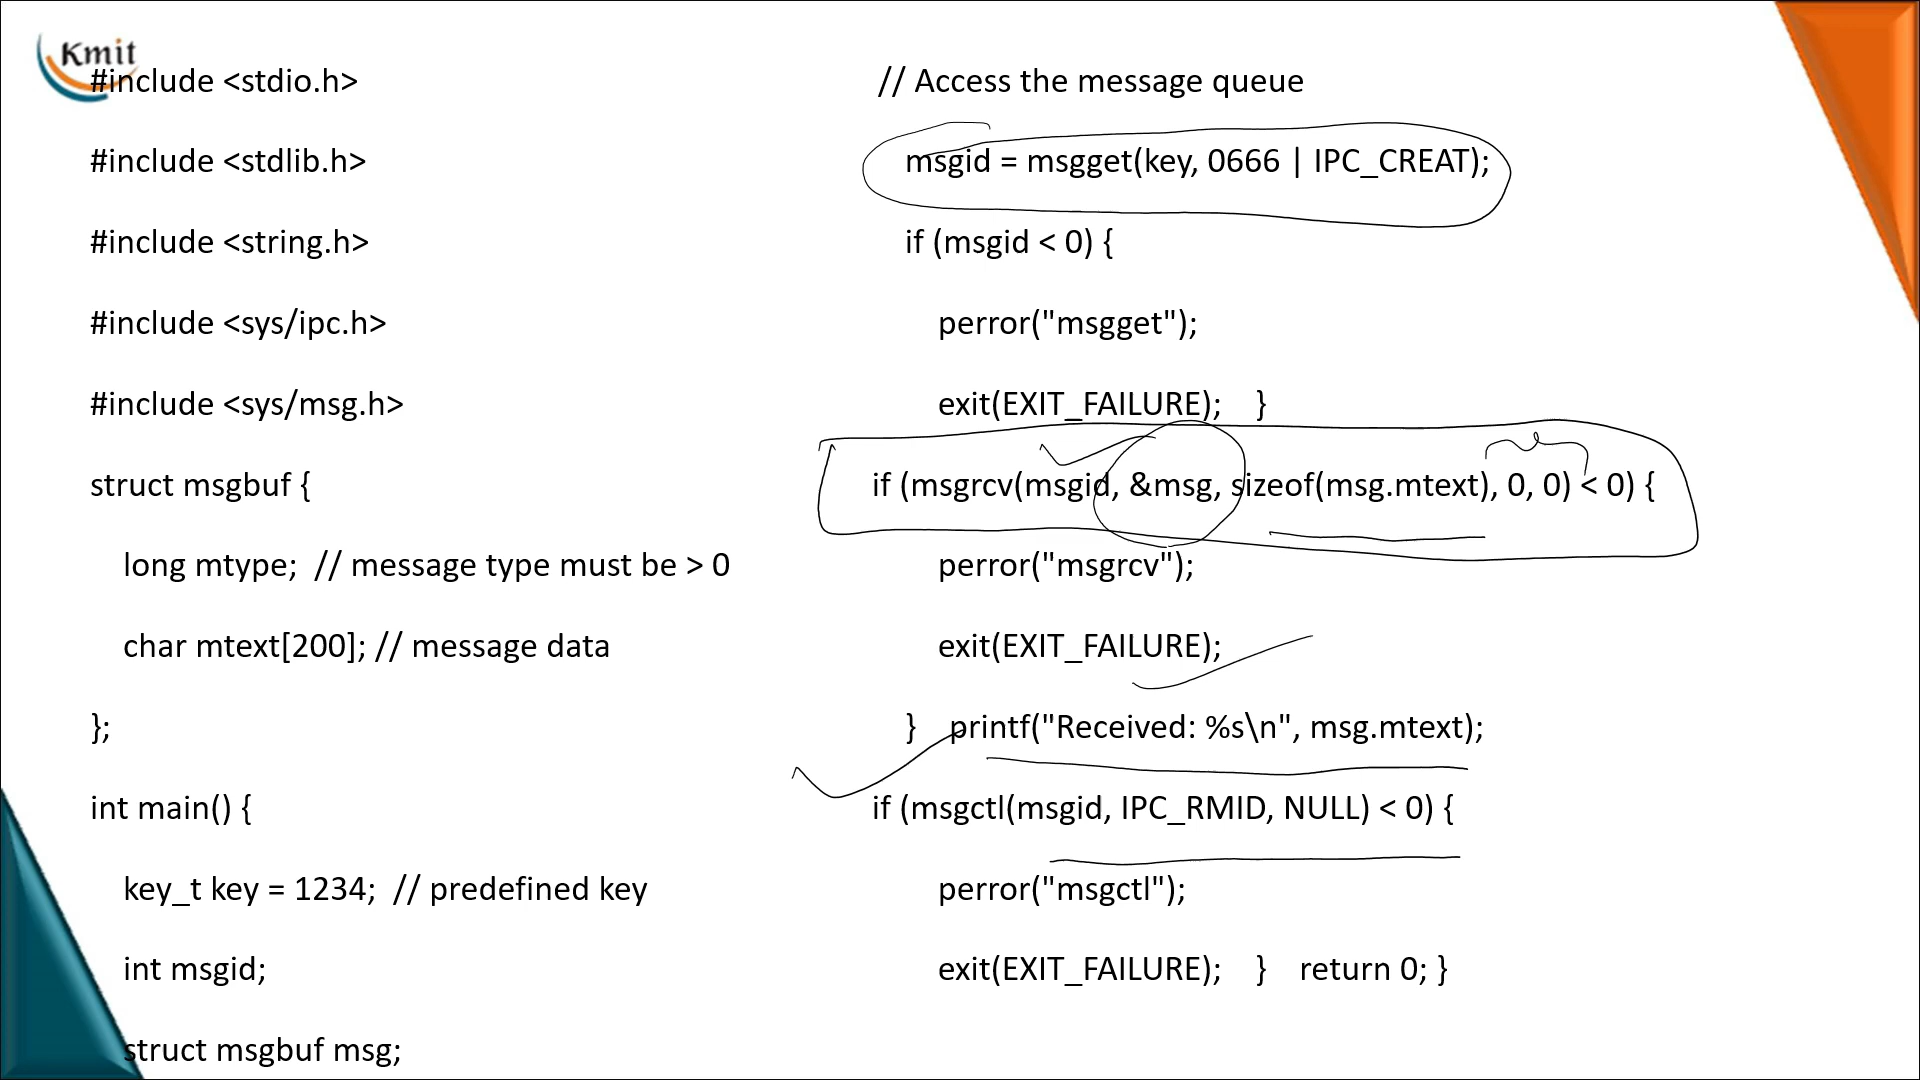 Kmit
#include <stdio.h>
#include <stdlib.h>
#include <string.h>
#include <sys/ipc.h>
#include <sys/msg.h>
struct msgbuf {
long mtype;  // message type must be > 0
char mtext[200]; // message data
};
int main() {
key_t key = 1234;  // predefined key
int msgid;
struct msgbuf msg;
// Access the message queue
msgid = msgget(key, 0666 | IPC_CREAT);
if (msgid < 0) {
perror("msgget");
exit(EXIT_FAILURE);    }
if (msgrcv(msgid, &msg, sizeof(msg.mtext), 0, 0) < 0) {
perror("msgrcv");
exit(EXIT_FAILURE);
}    printf("Received: %s\n", msg.mtext);
if (msgctl(msgid, IPC_RMID, NULL) < 0) {
perror("msgctl");
exit(EXIT_FAILURE);    }    return 0; }